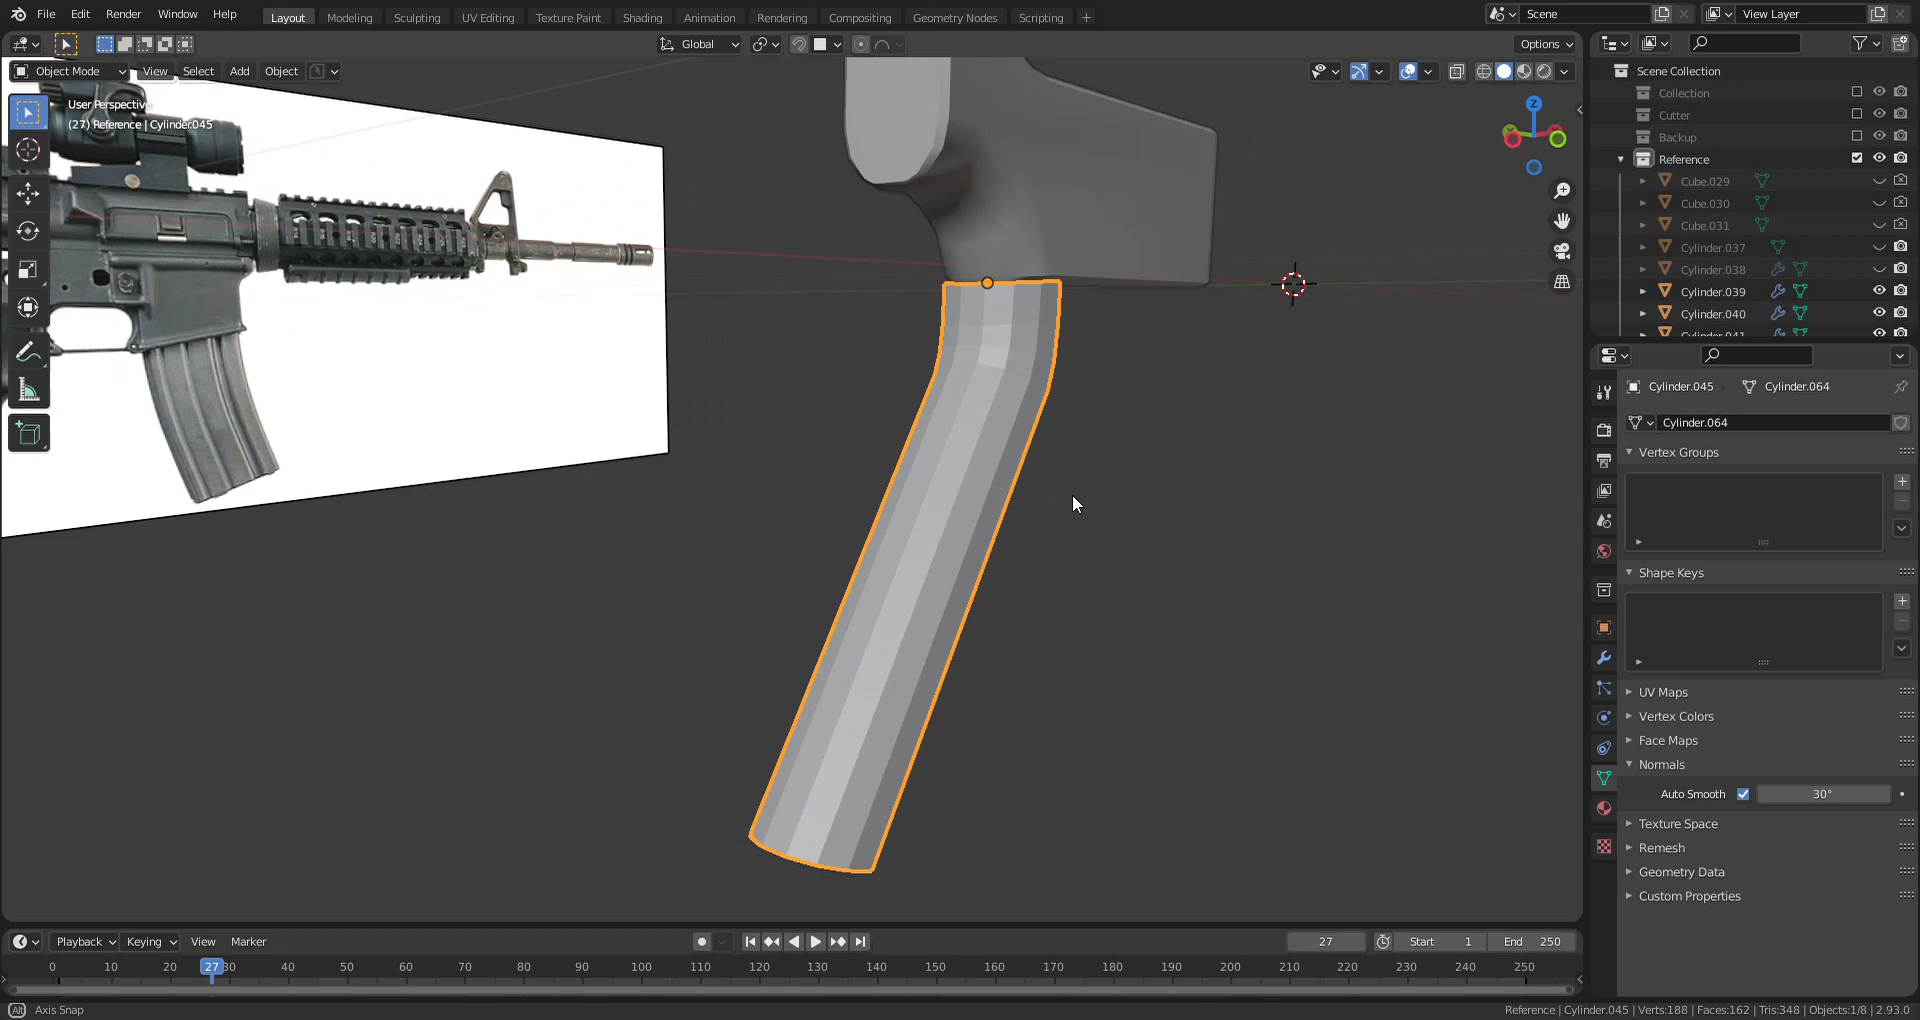 File Edit Render Window Help Layout Modeling Sculpting UV Editing Texture Paint Shading Animation Rendering Compositing Geometry Nodes Scripting + Scene View Layer
Global Options
Object Mode View Select Add Object
User Perspective
(27) Reference | Cylinder.045
Z
Scene Collection
Collection
Cutter
Backup
Reference
Cube.029
Cube.030
Cube.031
Cylinder.037
Cylinder.038
Cylinder.039
Cylinder.040
Cylinder.041
Cylinder.045 Cylinder.064
Cylinder.064
Vertex Groups
Shape Keys
UV Maps
Vertex Colors
Face Maps
Normals
Auto Smooth 30°
Texture Space
Remesh
Geometry Data
Custom Properties
Playback Keying View Marker 27 Start 1 End 250
0 10 20 27 30 40 50 60 70 80 90 100 110 120 130 140 150 160 170 180 190 200 210 220 230 240 250
Alt Axis Snap Reference | Cylinder.045 | Verts:188 | Faces:162 | Tris:348 | Objects:1/8 | 2.93.0